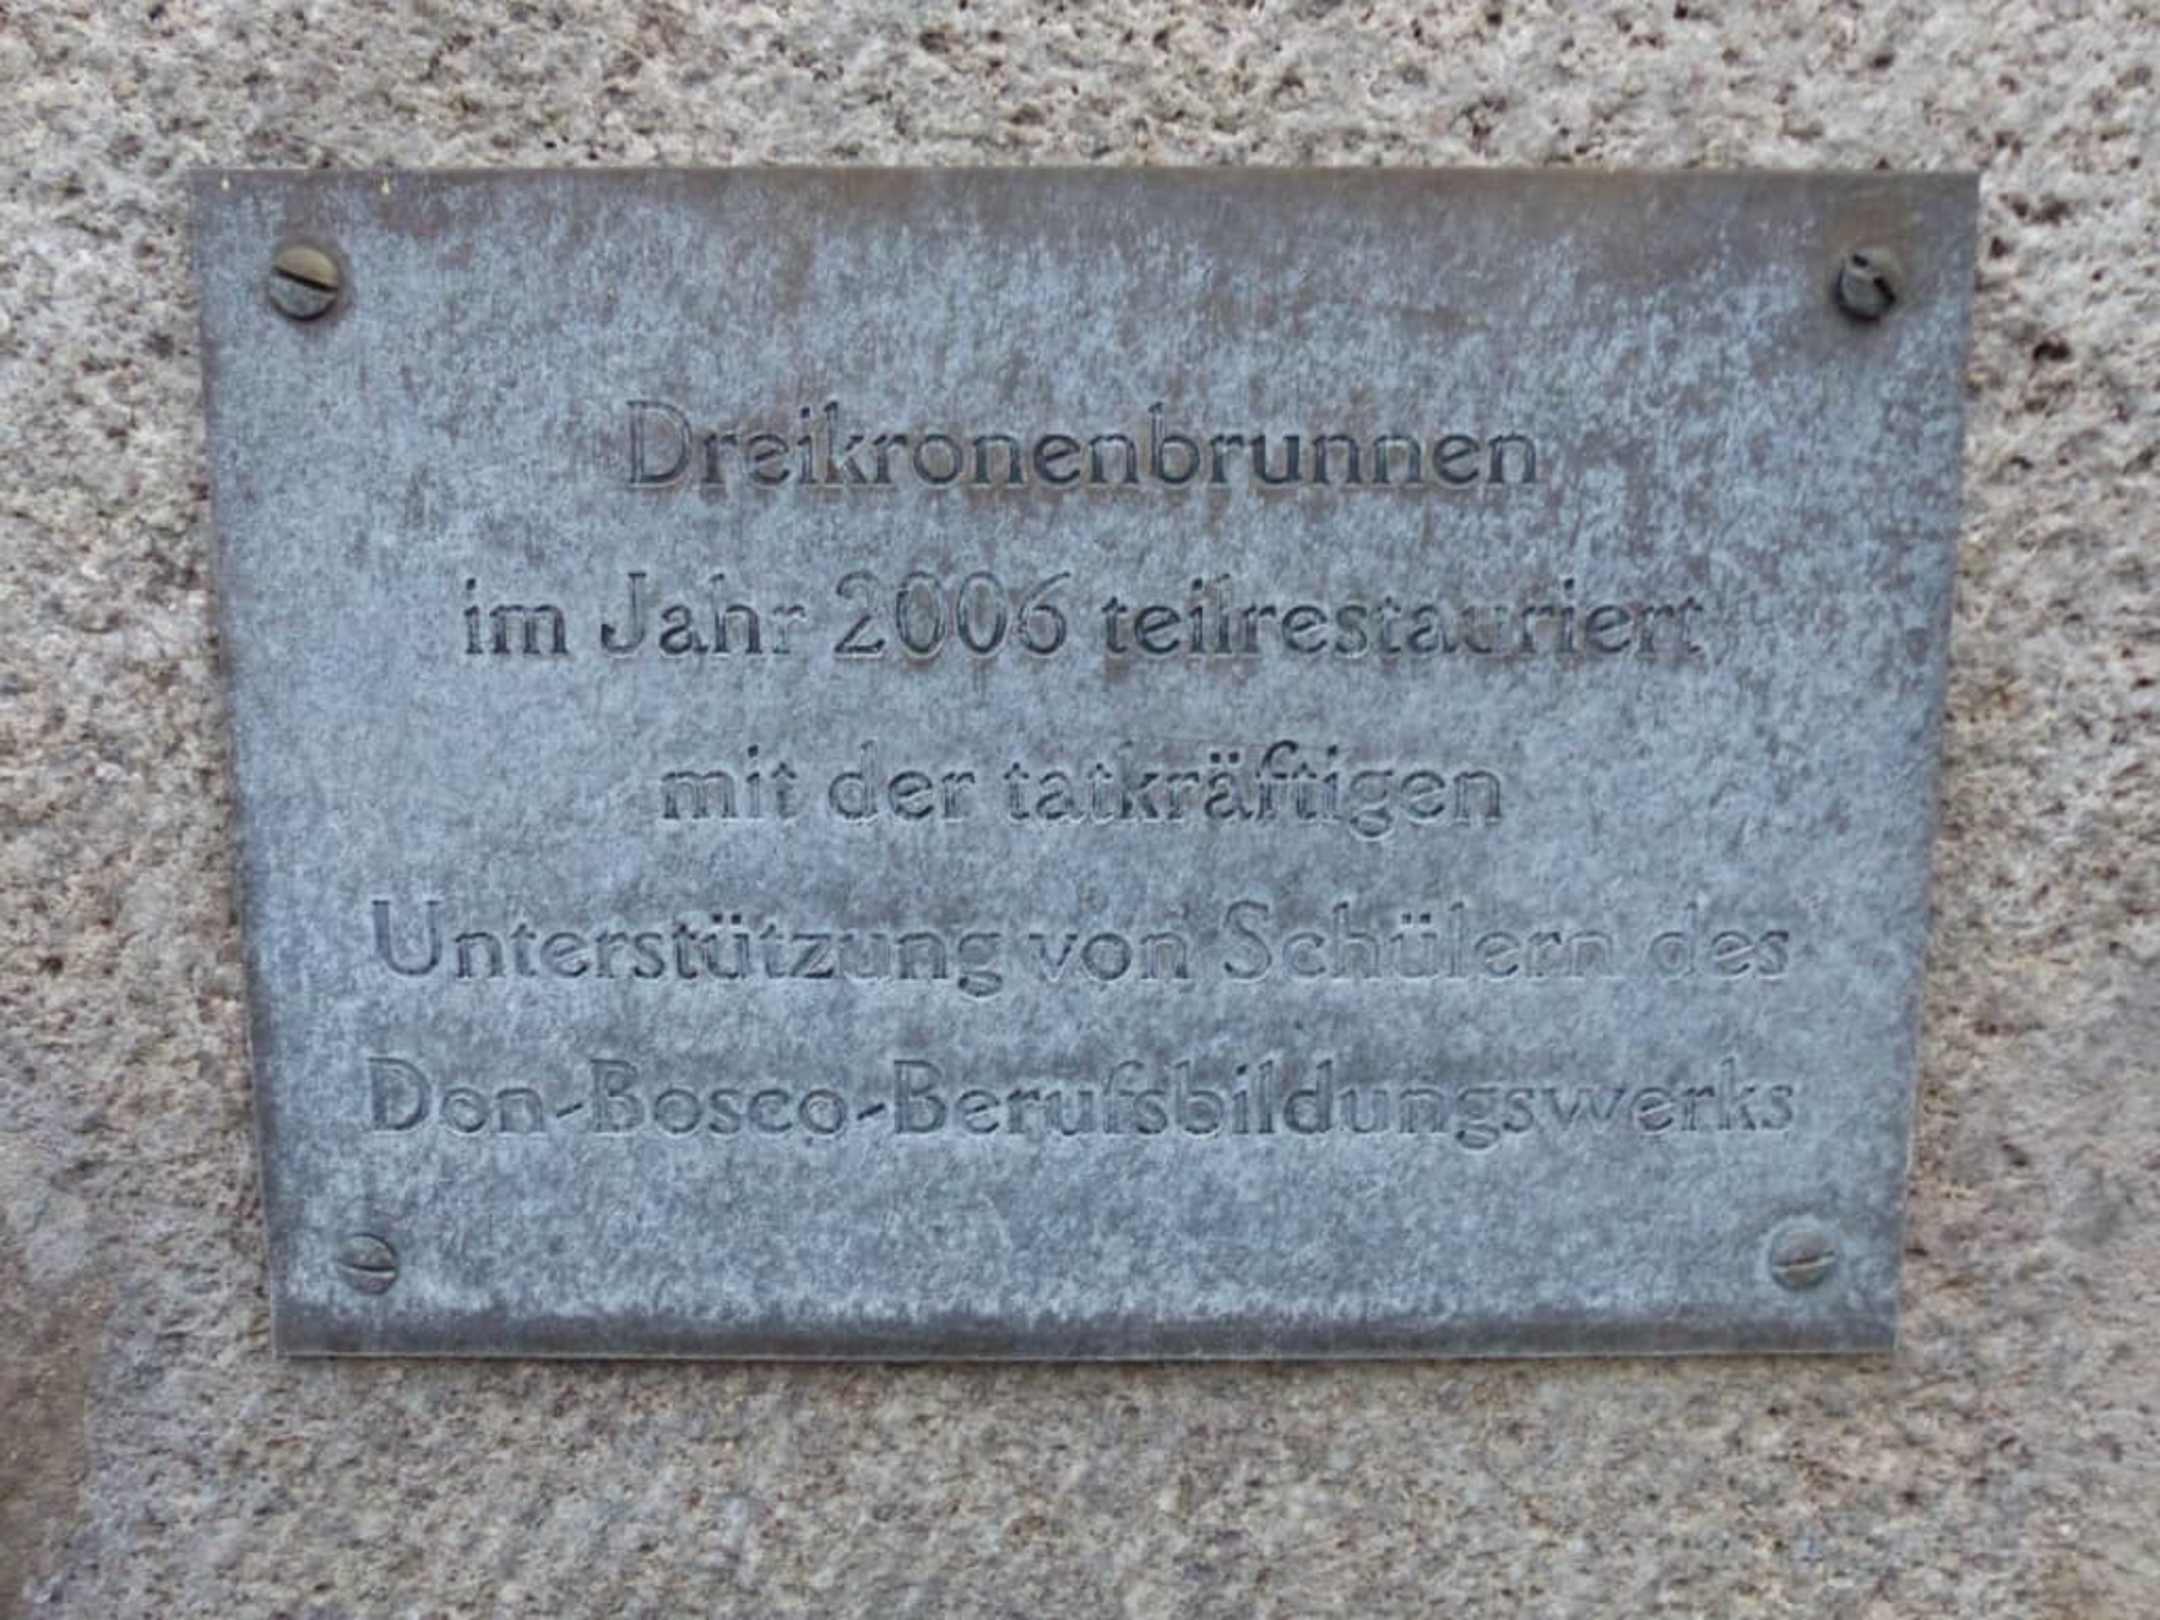 Dreikronenbrunnen
im Jahr 2006 teilrestauriert
mit der tatkräftigen
Unterstützung von Schülern des
Don-Bosco-Berufsbildungswerks